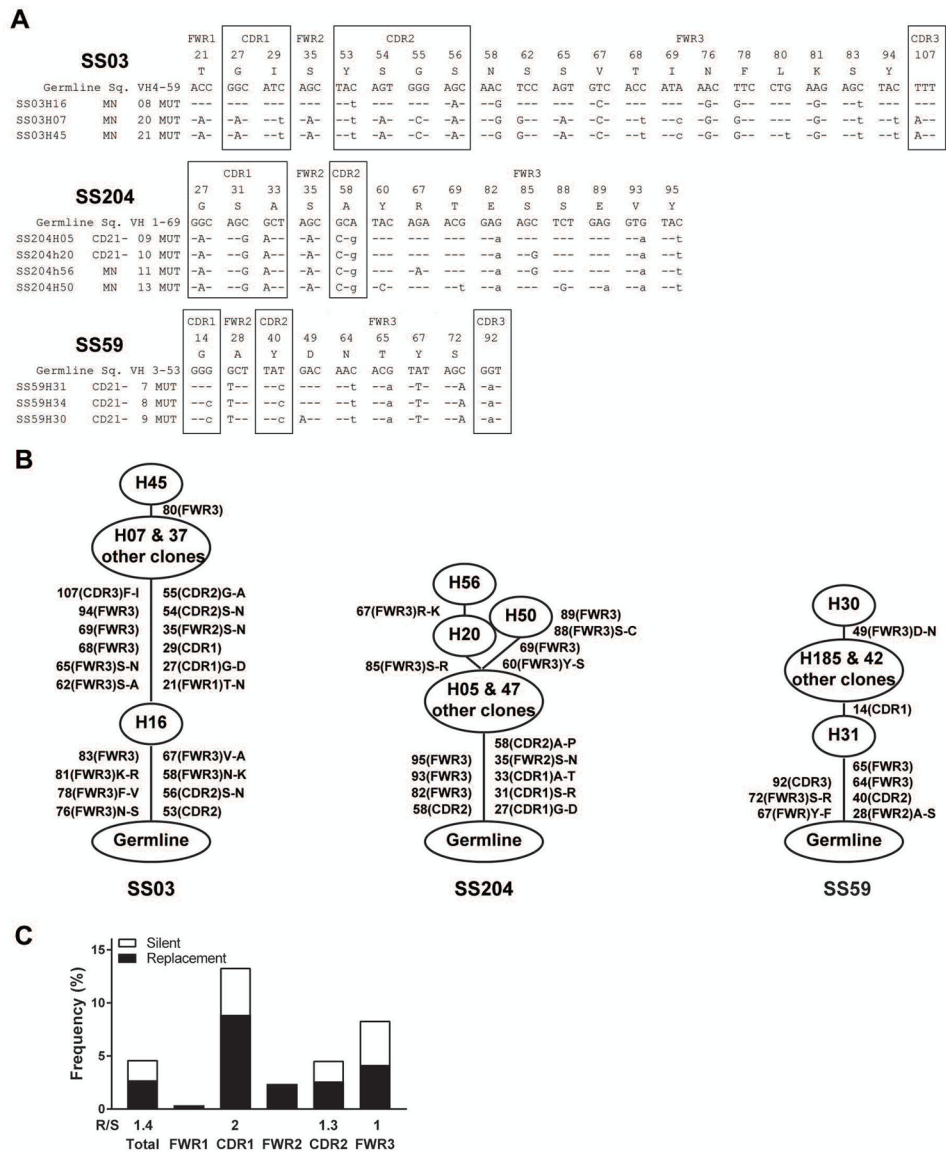 A
FWR1 CDR1 FWR2 CDR2 FWR3 CDR3
SS03 21 27 29 35 53 54 55 56 58 62 65 67 68 69 76 78 80 81 83 94 107
T G I S Y S G S N S S V T I N F L K S Y
Germline Sq. VH4-59 ACC GGC ATC AGC TAC AGT GGG AGC AAC TCC AGT GTC ACC ATA AAC TTC CTG AAG AGC TAC TTT
SS03H16 MN 08 MUT --- --- --- --- --t --- --- -A- --G --- --- -C- --- --- -G- G-- --- -G- --t --- ---
SS03H07 MN 20 MUT -A- -A- --t -A- --t -A- -C- -A- --G G-- -A- -C- --t --c -G- G-- --- -G- --t --t A--
SS03H45 MN 21 MUT -A- -A- --t -A- --t -A- -C- -A- --G G-- -A- -C- --t --c -G- G-- --t -G- --t --t A--
CDR1 FWR2 CDR2 FWR3
SS204 27 31 33 35 58 60 67 69 82 85 88 89 93 95
G S A S A Y R T E S S E V Y
Germline Sq. VH 1-69 GGC AGC GCT AGC GCA TAC AGA ACG GAG AGC TCT GAG GTG TAC
SS204H05 CD21- 09 MUT -A- --G A-- -A- C-g --- --- --- --a --- --- --- --a --t
SS204h20 CD21- 10 MUT -A- --G A-- -A- C-g --- --- --- --a --G --- --- --a --t
SS204h56 MN 11 MUT -A- --G A-- -A- C-g --- -A- --- --a --G --- --- --a --t
SS204H50 MN 13 MUT -A- --G A-- -A- C-g -C- --- --t --a --- -G- --a --a --t
CDR1 FWR2 CDR2 FWR3 CDR3
SS59 14 28 40 49 64 65 67 72 92
G A Y D N T Y S
Germline Sq. VH 3-53 GGG GCT TAT GAC AAC ACG TAT AGC GGT
SS59H31 CD21- 7 MUT --- T-- --c --- --t --a -T- --A -a-
SS59H34 CD21- 8 MUT --c T-- --c --- --t --a -T- --a -a-
SS59H30 CD21- 9 MUT --c T-- --c A-- --t --a -T- --a -a-
B
H45
80(FWR3)
H07 & 37
other clones
107(CDR3)F-I 55(CDR2)G-A
94(FWR3) 54(CDR2)S-N
69(FWR3) 35(FWR2)S-N
68(FWR3) 29(CDR1)
65(FWR3)S-N 27(CDR1)G-D
62(FWR3)S-A 21(FWR1)T-N
H16
83(FWR3) 67(FWR3)V-A
81(FWR3)K-R 58(FWR3)N-K
78(FWR3)F-V 56(CDR2)S-N
76(FWR3)N-S 53(CDR2)
Germline
SS03
H56
67(FWR3)R-K
H50
89(FWR3)
88(FWR3)S-C
H20
69(FWR3)
85(FWR3)S-R 60(FWR3)Y-S
H05 & 47
other clones
58(CDR2)A-P
95(FWR3) 35(FWR2)S-N
93(FWR3) 33(CDR1)A-T
82(FWR3) 31(CDR1)S-R
58(CDR2) 27(CDR1)G-D
Germline
SS204
H30
49(FWR3)D-N
H185 & 42
other clones
14(CDR1)
H31
65(FWR3)
92(CDR3) 64(FWR3)
72(FWR3)S-R 40(CDR2)
67(FWR)Y-F 28(FWR2)A-S
Germline
SS59
C
Silent
Replacement
Frequency (%)
15
10
5
0
R/S 1.4 2 1.3 1
Total FWR1 CDR1 FWR2 CDR2 FWR3